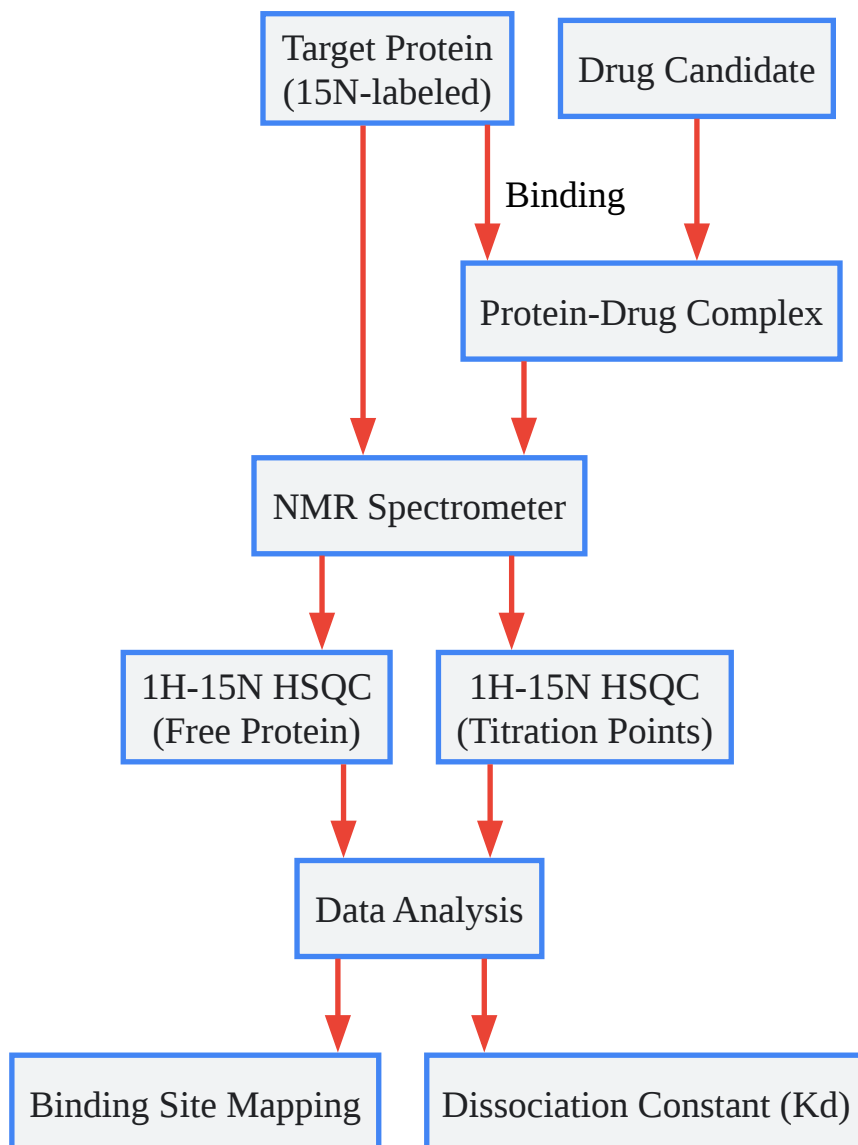 Target Protein
(15N-labeled)
Drug Candidate
Binding
Protein-Drug Complex
NMR Spectrometer
1H-15N HSQC
(Free Protein)
1H-15N HSQC
(Titration Points)
Data Analysis
Binding Site Mapping
Dissociation Constant (Kd)